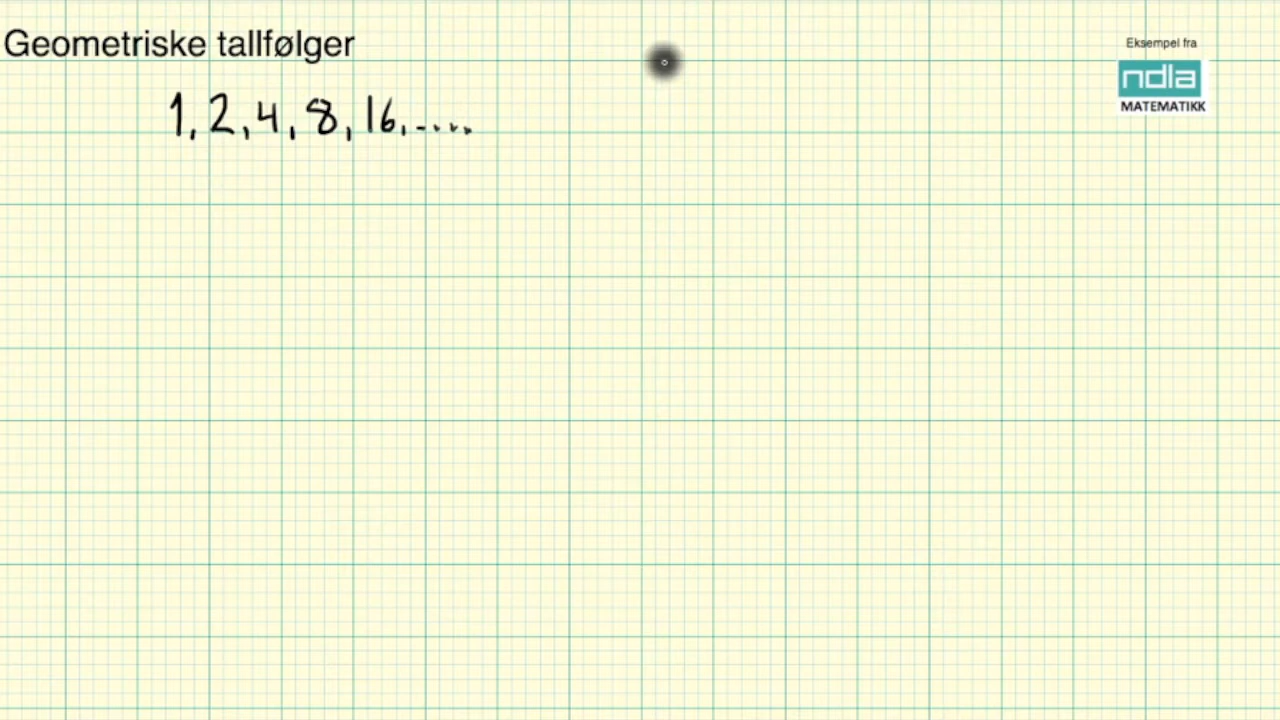 Geometriske tallfølger
Eksempel fra
ndla
MATEMATIKK
1, 2, 4, 8, 16, .....